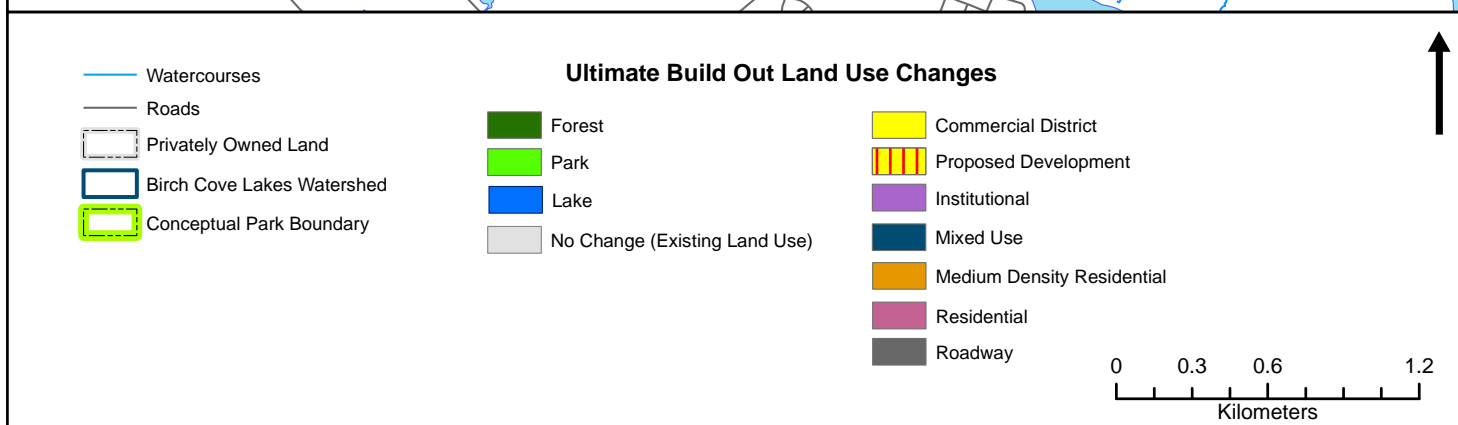 Ultimate Build Out Land Use Changes
Watercourses
Roads
Privately Owned Land
Birch Cove Lakes Watershed
Conceptual Park Boundary
Forest
Park
Lake
No Change (Existing Land Use)
Commercial District
Proposed Development
Institutional
Mixed Use
Medium Density Residential
Residential
Roadway
0 0.3 0.6 1.2
Kilometers